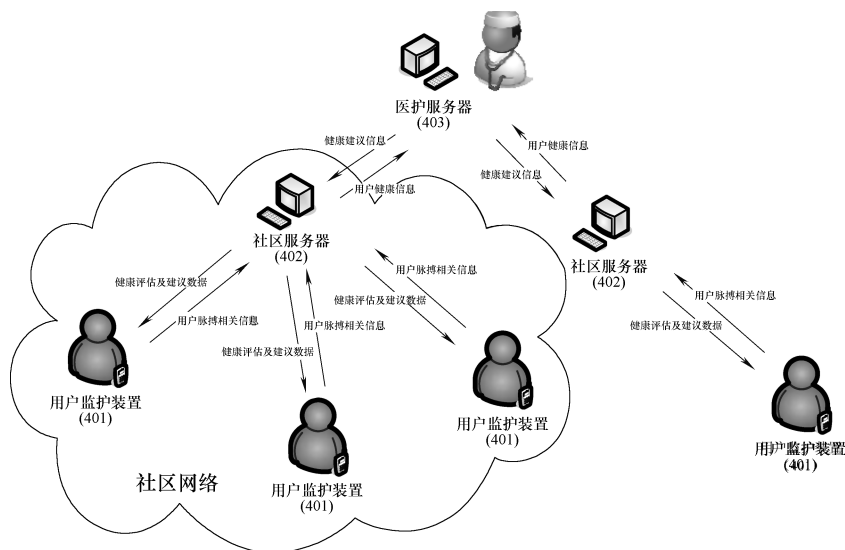 医护服务器
(403)
健康建议信息
用户健康信息
用户健康信息
健康建议信息
社区服务器
(402)
社区服务器
(402)
健康评估及建议数据
用户脉搏相关信息
用户脉搏相关信息
健康评估及建议数据
用户脉搏相关信息
健康评估及建议数据
用户脉搏相关信息
健康评估及建议数据
用户监护装置
(401)
用户监护装置
(401)
用户监护装置
(401)
用户监护装置
(401)
社区网络